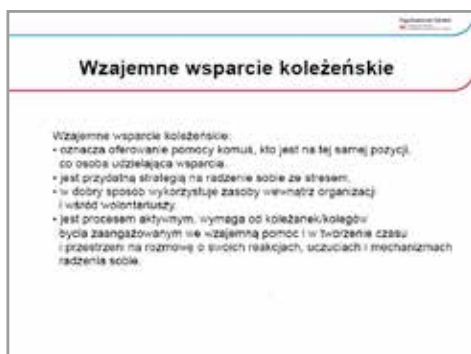 Psychosocial Centre
Wzajemne wsparcie koleżeńskie
Wzajemne wsparcie koleżeńskie:
• oznacza oferowanie pomocy komuś, kto jest na tej samej pozycji,
co osoba udzielająca wsparcia.
• jest przydatną strategią na radzenie sobie ze stresem.
• w dobry sposób wykorzystuje zasoby wewnątrz organizacji
i wśród wolontariuszy.
• jest procesem aktywnym, wymaga od koleżanek/kolegów
bycia zaangażowanym we wzajemną pomoc i w tworzenie czasu
i przestrzeni na rozmowę o swoich reakcjach, uczuciach i mechanizmach
radzenia sobie.